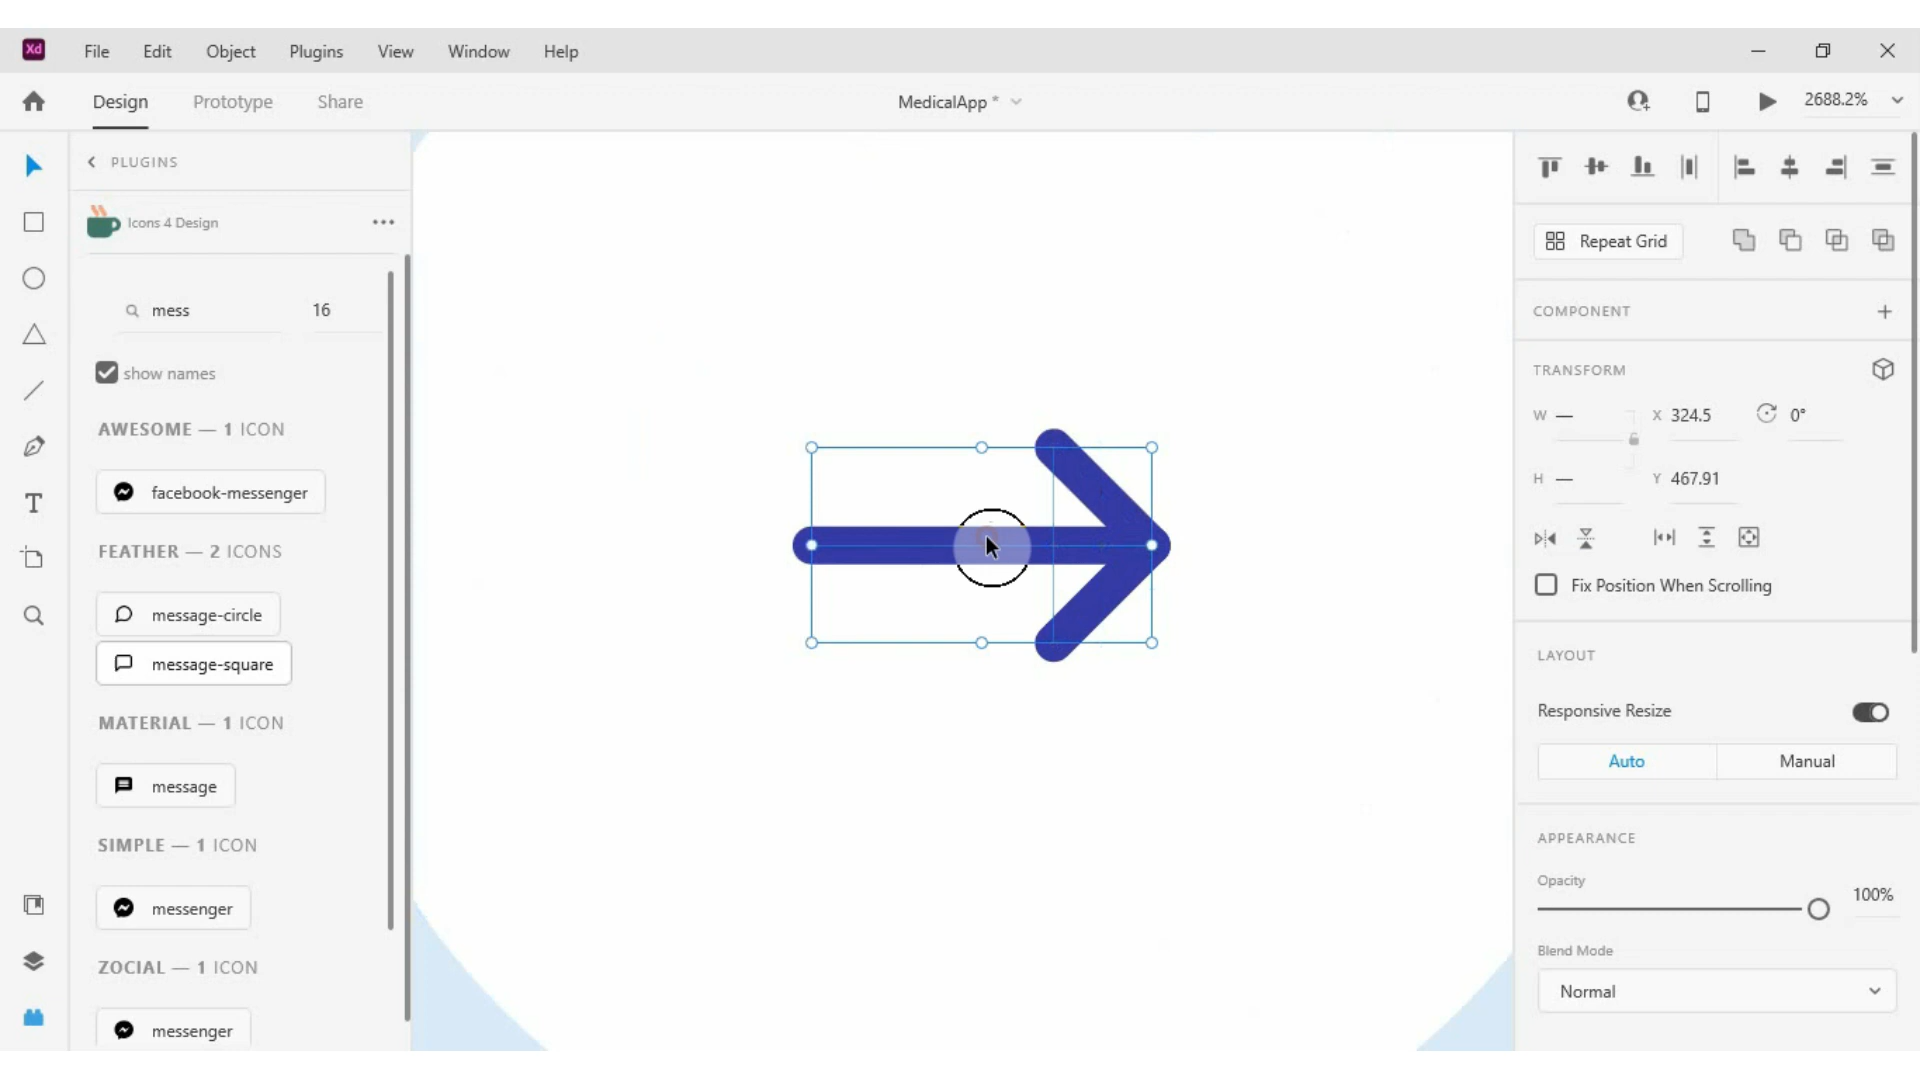 Xd File Edit Object Plugins View Window Help
Design Prototype Share MedicalApp * 2688.2%
PLUGINS
Icons 4 Design
mess 16
show names
AWESOME — 1 ICON
facebook-messenger
FEATHER — 2 ICONS
message-circle
message-square
MATERIAL — 1 ICON
message
SIMPLE — 1 ICON
messenger
ZOCIAL — 1 ICON
messenger
T
Repeat Grid
COMPONENT
TRANSFORM
W — X 324.5 0°
H — Y 467.91
Fix Position When Scrolling
LAYOUT
Responsive Resize
Auto Manual
APPEARANCE
Opacity
100%
Blend Mode
Normal